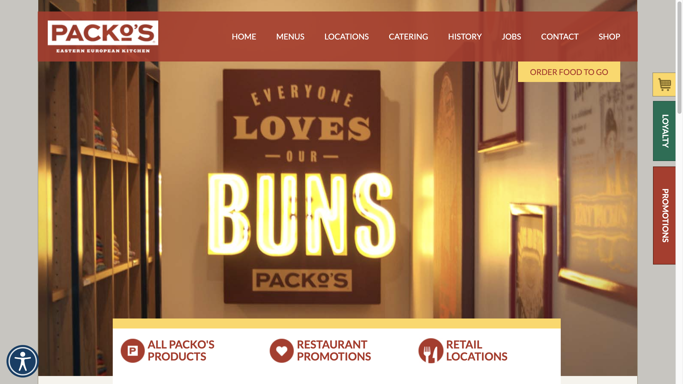 PACKO'S
EASTERN EUROPEAN KITCHEN
HOME MENUS LOCATIONS CATERING HISTORY JOBS CONTACT SHOP
ORDER FOOD TO GO
EVERYONE
LOVES
OUR
BUNS
PACKO'S
LOYALTY
PROMOTIONS
ALL PACKO'S
PRODUCTS
RESTAURANT
PROMOTIONS
RETAIL
LOCATIONS